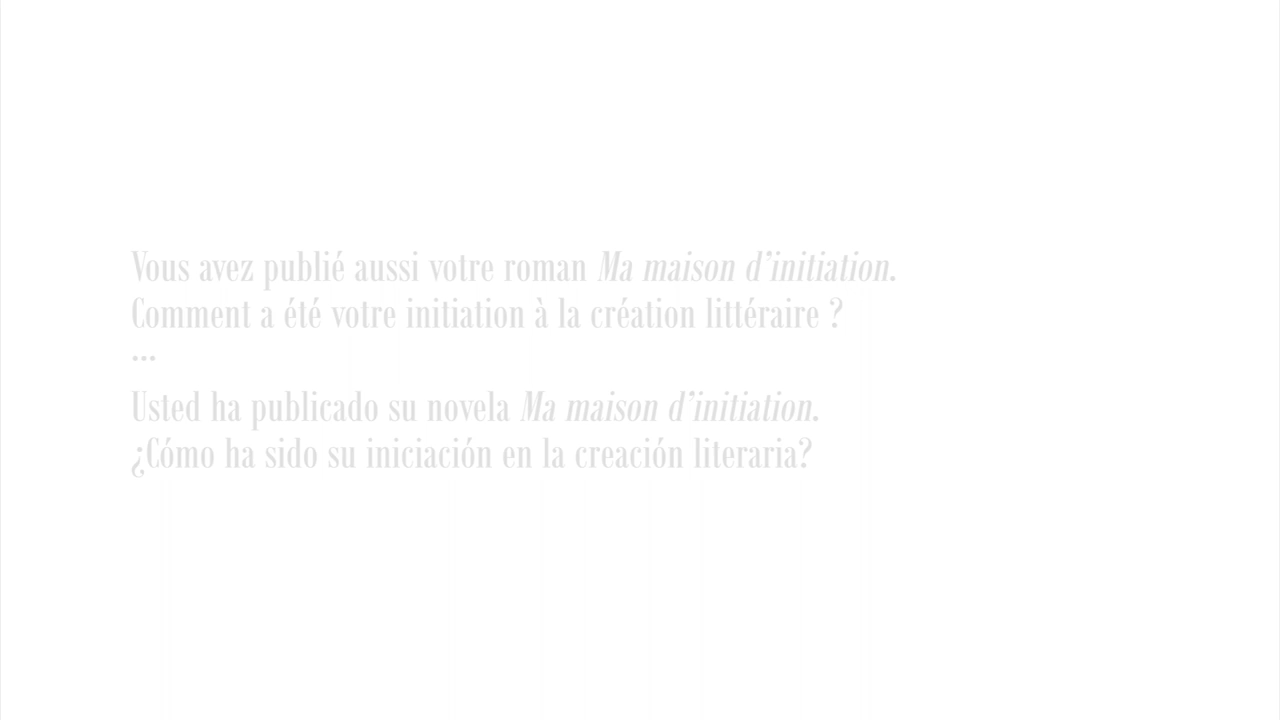 Vous avez publié aussi votre roman Ma maison d’initiation.
Comment a été votre initiation à la création littéraire ?
...
Usted ha publicado su novela Ma maison d’initiation.
¿Cómo ha sido su iniciación en la creación literaria?